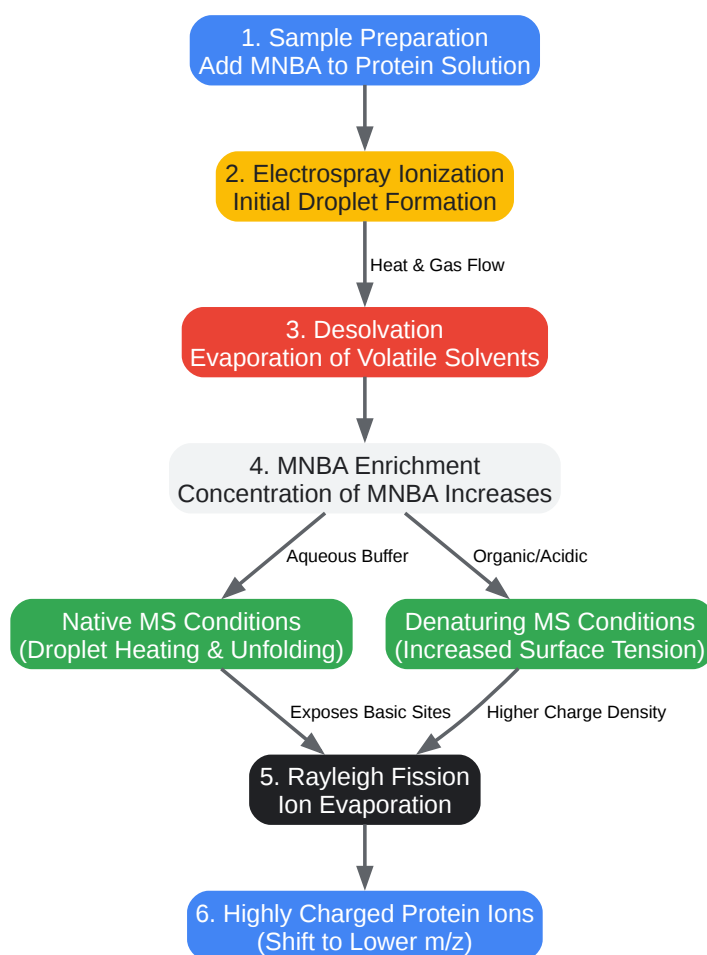 1. Sample Preparation
Add MNBA to Protein Solution
2. Electrospray Ionization
Initial Droplet Formation
Heat & Gas Flow
3. Desolvation
Evaporation of Volatile Solvents
4. MNBA Enrichment
Concentration of MNBA Increases
Aqueous Buffer
Organic/Acidic
Native MS Conditions
(Droplet Heating & Unfolding)
Denaturing MS Conditions
(Increased Surface Tension)
Exposes Basic Sites
Higher Charge Density
5. Rayleigh Fission
Ion Evaporation
6. Highly Charged Protein Ions
(Shift to Lower m/z)